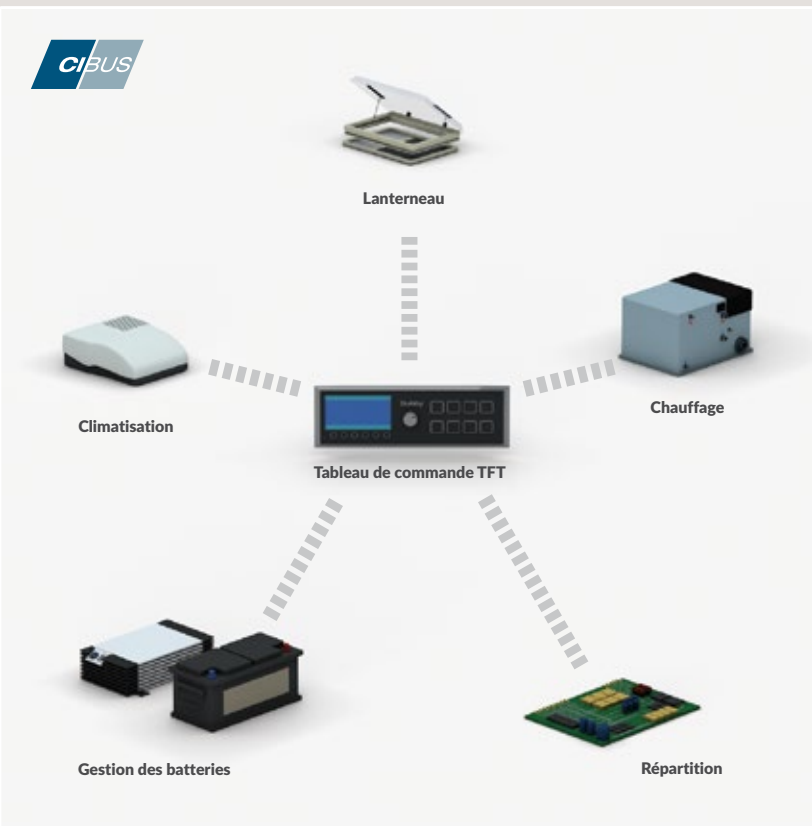 CIBUS
Lanterneau
Climatisation
Chauffage
Tableau de commande TFT
Gestion des batteries
Répartition